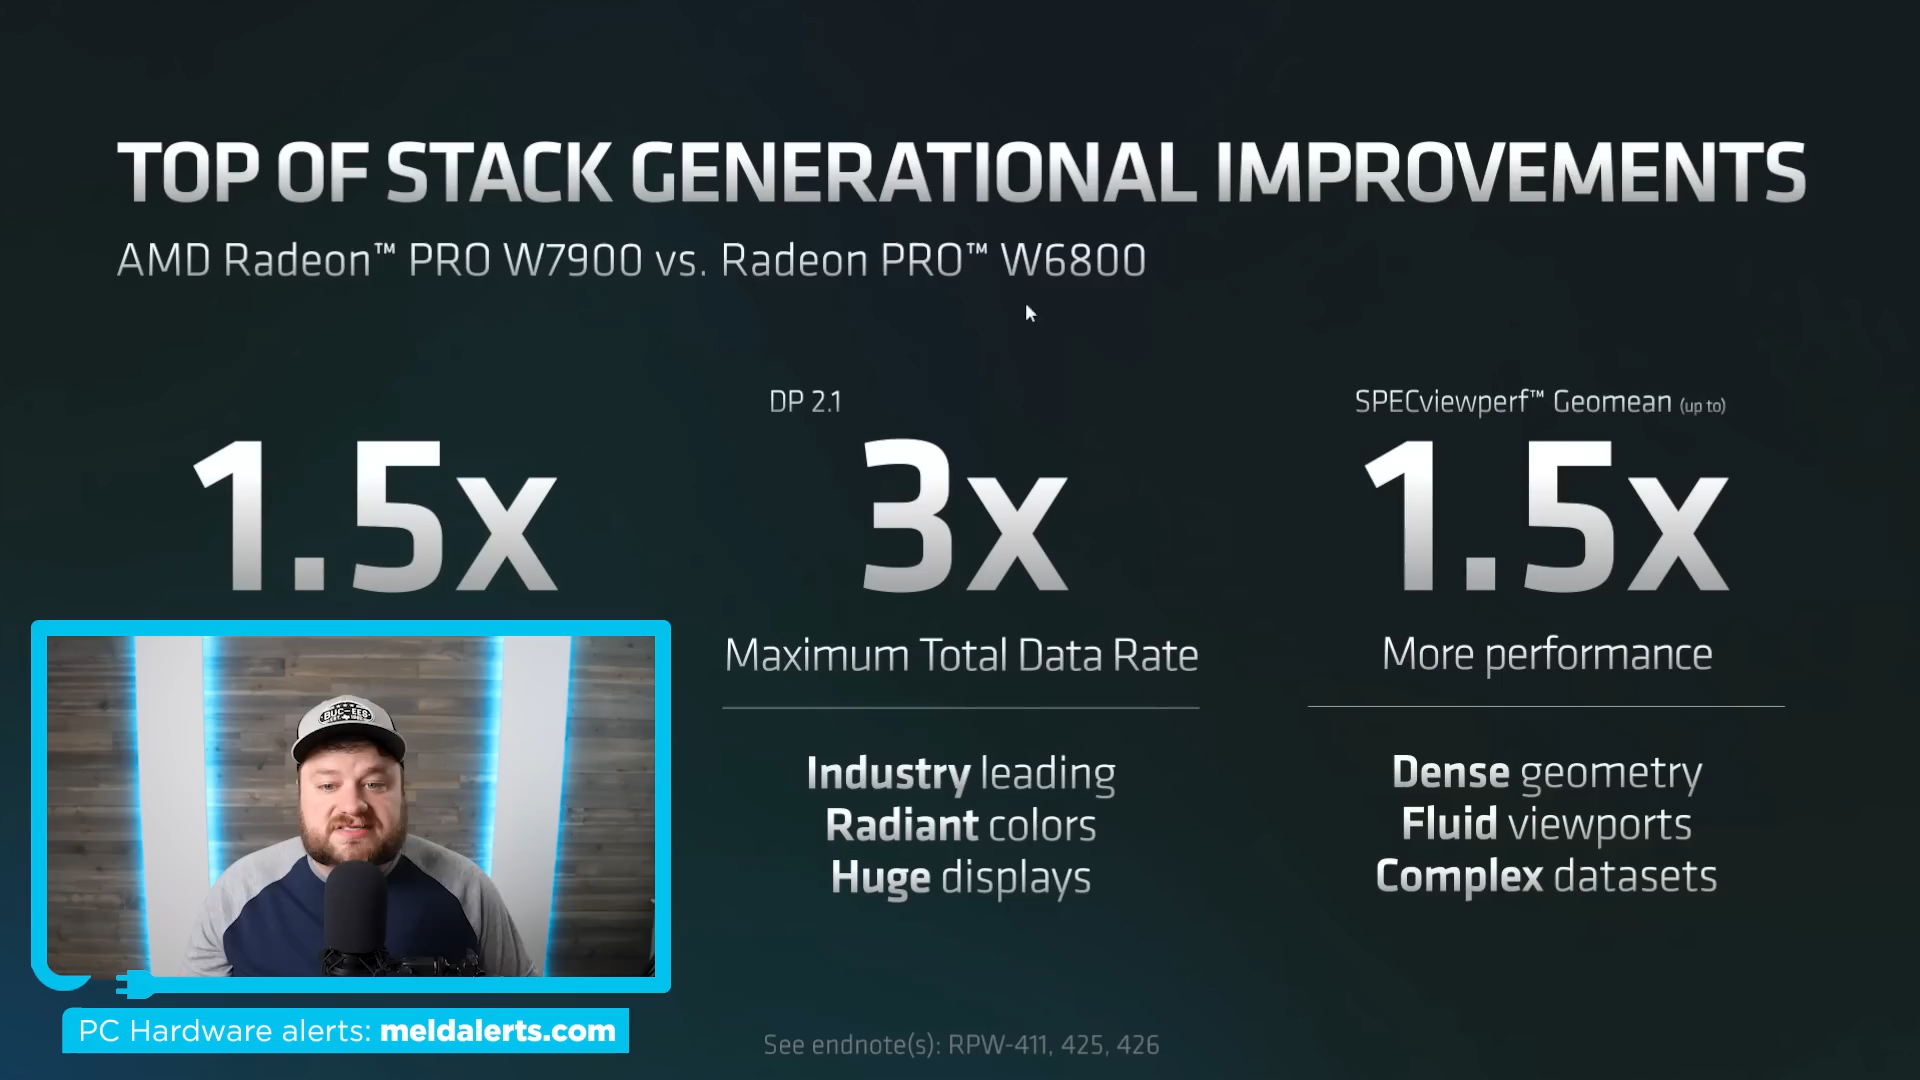 TOP OF STACK GENERATIONAL IMPROVEMENTS
AMD Radeon™ PRO W7900 vs. Radeon PRO™ W6800
1.5x
DP 2.1
3x
Maximum Total Data Rate
Industry leading
Radiant colors
Huge displays
SPECviewperf™ Geomean (up to)
1.5x
More performance
Dense geometry
Fluid viewports
Complex datasets
BUC-EE'S
PC Hardware alerts: meldalerts.com
See endnote(s): RPW-411, 425, 426